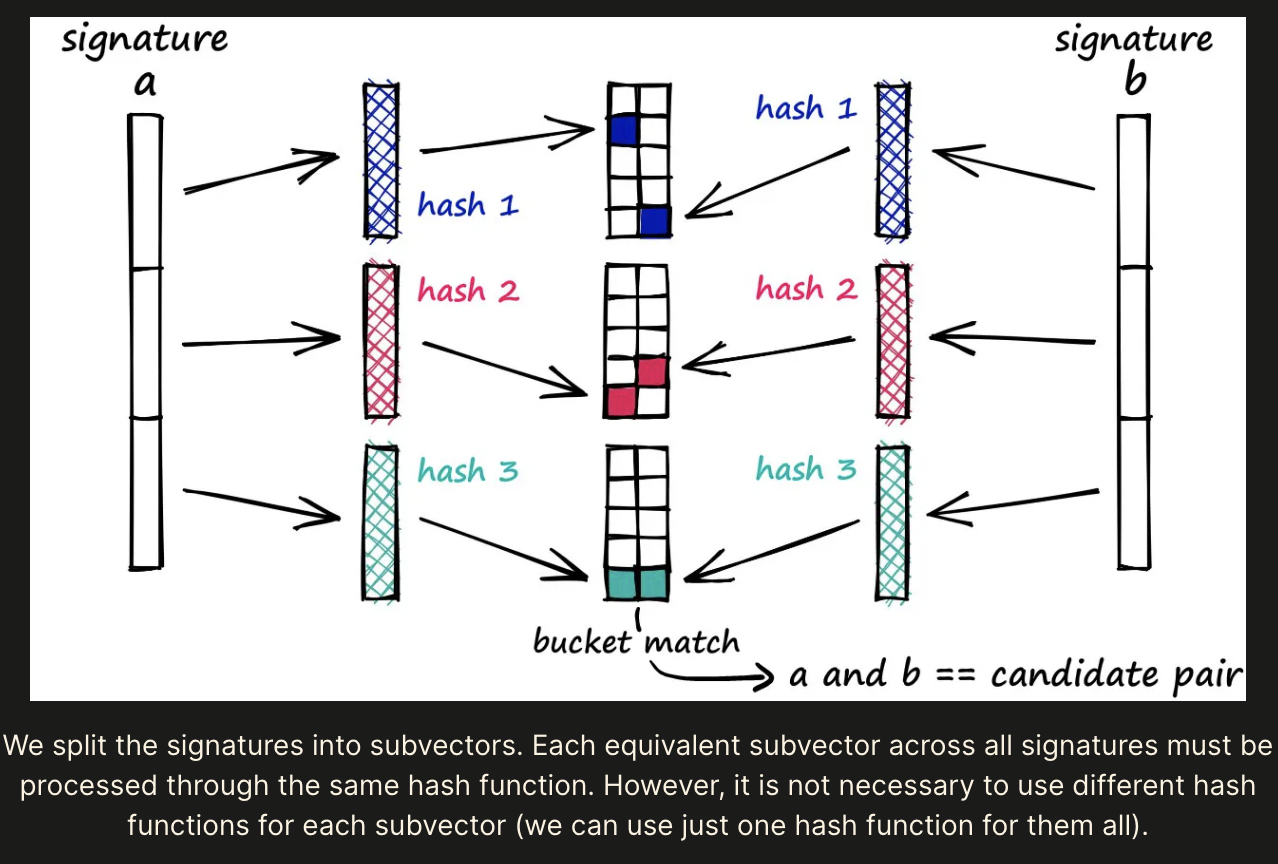 signature
a
signature
b
hash 1
hash 1
hash 2
hash 2
hash 3
hash 3
bucket match
a and b == candidate pair
We split the signatures into subvectors. Each equivalent subvector across all signatures must be
processed through the same hash function. However, it is not necessary to use different hash
functions for each subvector (we can use just one hash function for them all).